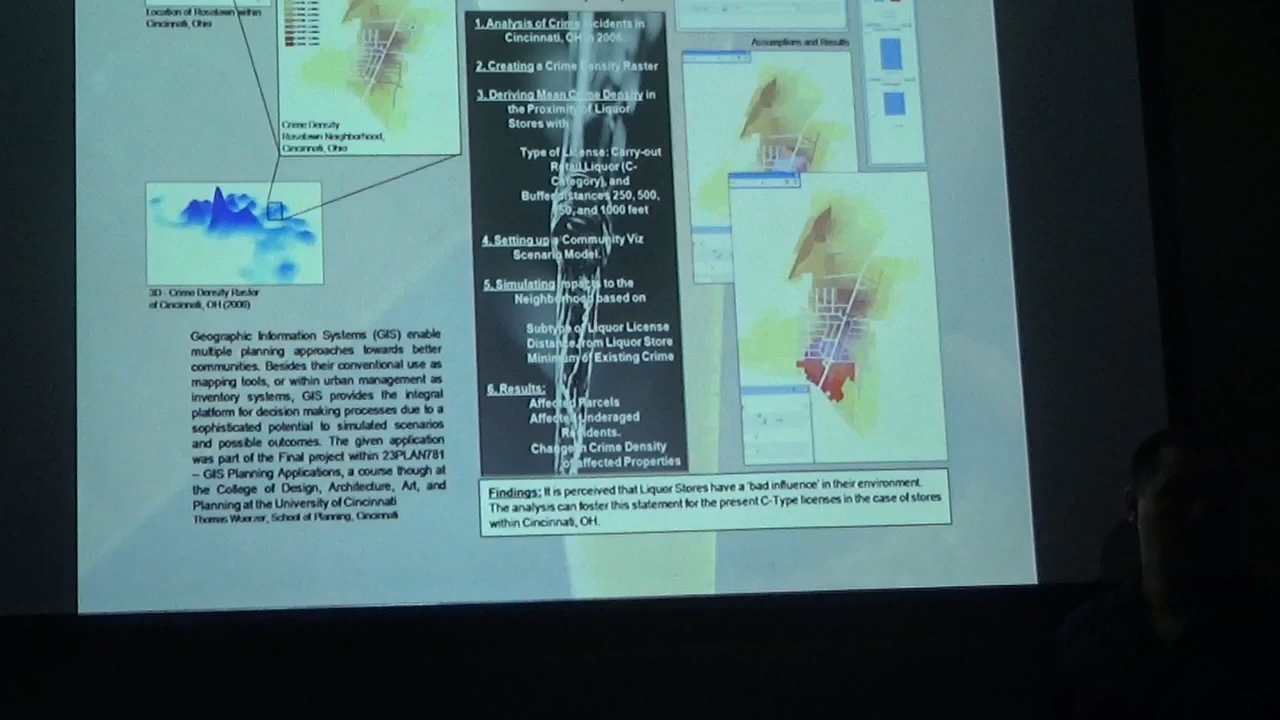 Location of Roselawn within
Cincinnati, Ohio
Crime Density
Roselawn Neighborhood,
Cincinnati, Ohio
3D - Crime Density Raster
of Cincinnati, OH (2006)
Geographic Information Systems (GIS) enable
multiple planning approaches towards better
communities. Besides their conventional use as
mapping tools, or within urban management as
inventory systems, GIS provides the integral
platform for decision making processes due to a
sophisticated potential to simulated scenarios
and possible outcomes. The given application
was part of the Final project within 23PLAN781
– GIS Planning Applications, a course though at
the College of Design, Architecture, Art, and
Planning at the University of Cincinnati
Thomas Wuerzer, School of Planning, Cincinnati
1. Analysis of Crime Incidents in
Cincinnati, OH in 2006.
2. Creating a Crime Density Raster
3. Deriving Mean Crime Density in
the Proximity of Liquor
Stores with
Type of License: Carry-out
Retail Liquor (C-
Category), and
Buffer distances 250, 500,
750, and 1000 feet
4. Setting up a Community Viz
Scenario Model.
5. Simulating Impacts to the
Neighborhood based on
Subtype of Liquor License
Distance from Liquor Store
Minimum of Existing Crime
6. Results:
Affected Parcels
Affected Underaged
Residents.
Change in Crime Density
of affected Properties
Assumptions and Results
Findings: It is perceived that Liquor Stores have a 'bad influence' in their environment.
The analysis can foster this statement for the present C-Type licenses in the case of stores
within Cincinnati, OH.